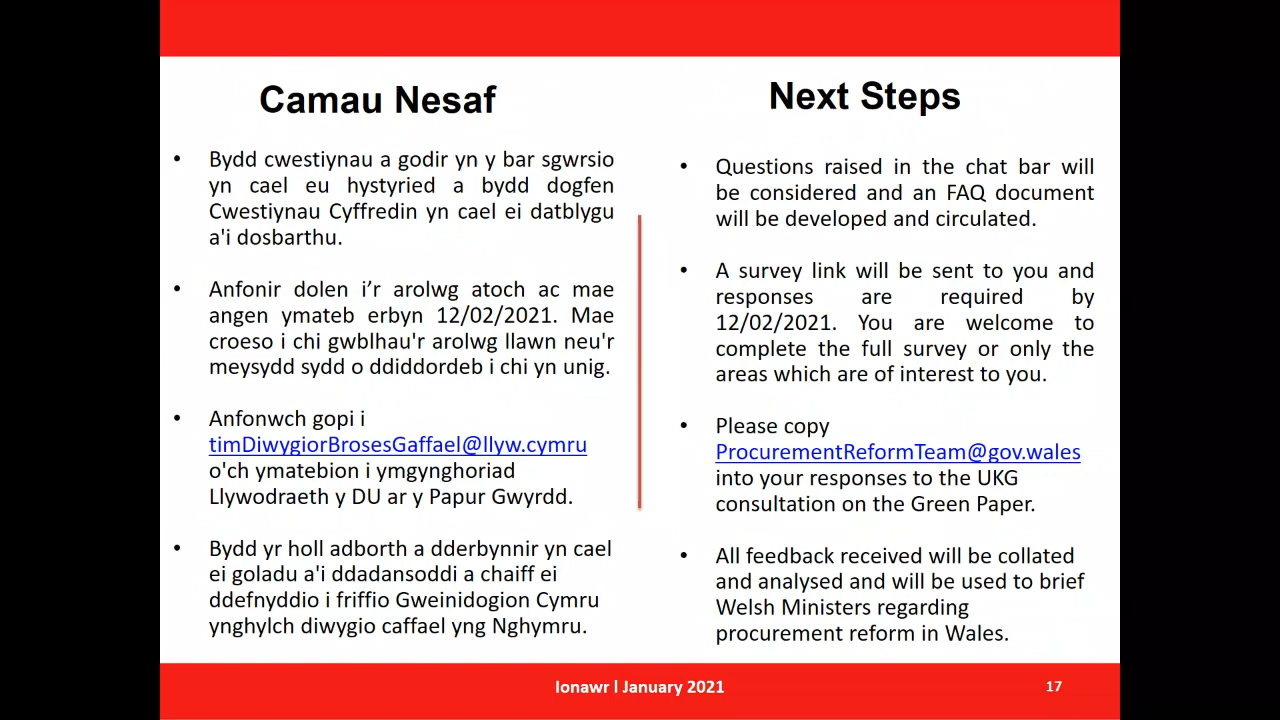 Camau Nesaf
• Bydd cwestiynau a godir yn y bar sgwrsio
yn cael eu hystyried a bydd dogfen
Cwestiynau Cyffredin yn cael ei datblygu
a'i dosbarthu.
• Anfonir dolen i’r arolwg atoch ac mae
angen ymateb erbyn 12/02/2021. Mae
croeso i chi gwblhau'r arolwg llawn neu'r
meysydd sydd o ddiddordeb i chi yn unig.
• Anfonwch gopi i
timDiwygiorBrosesGaffael@llyw.cymru
o'ch ymatebion i ymgynghoriad
Llywodraeth y DU ar y Papur Gwyrdd.
• Bydd yr holl adborth a dderbynnir yn cael
ei goladu a'i ddadansoddi a chaiff ei
ddefnyddio i friffio Gweinidogion Cymru
ynghylch diwygio caffael yng Nghymru.
Next Steps
• Questions raised in the chat bar will
be considered and an FAQ document
will be developed and circulated.
• A survey link will be sent to you and
responses are required by
12/02/2021. You are welcome to
complete the full survey or only the
areas which are of interest to you.
• Please copy
ProcurementReformTeam@gov.wales
into your responses to the UKG
consultation on the Green Paper.
• All feedback received will be collated
and analysed and will be used to brief
Welsh Ministers regarding
procurement reform in Wales.
Ionawr l January 2021
17